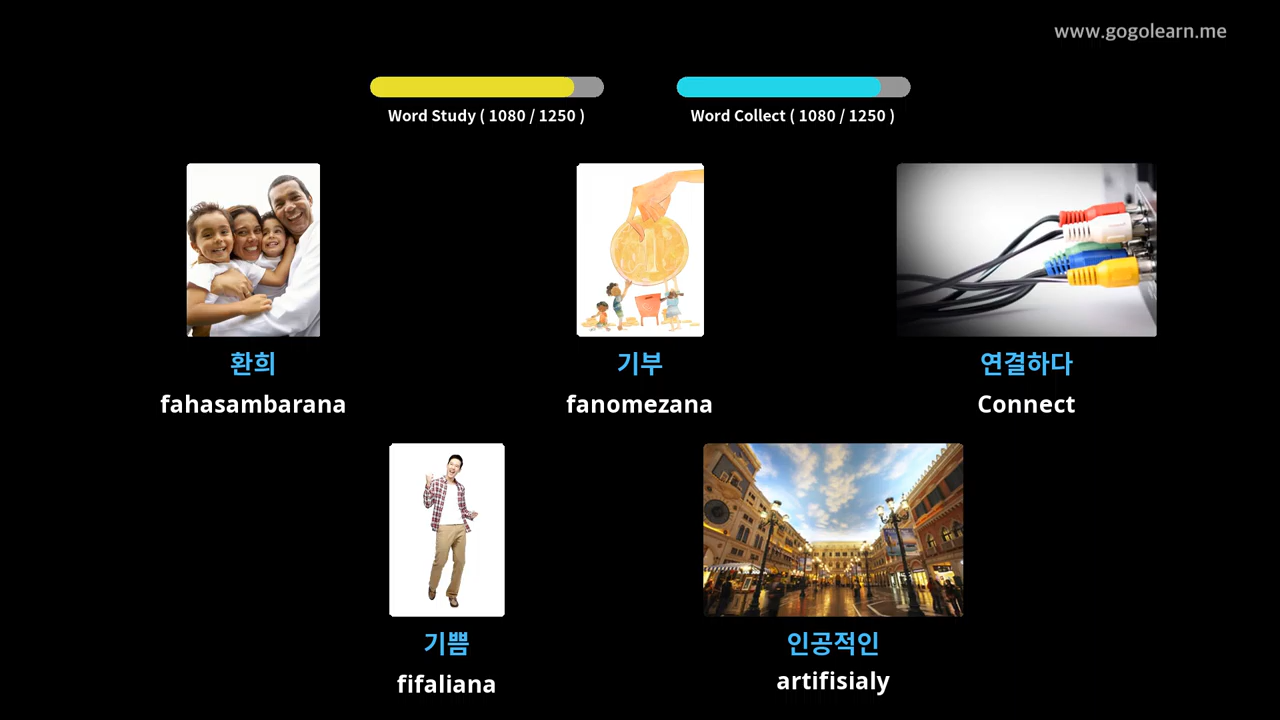 www.gogolearn.me
Word Study ( 1080 / 1250 )
Word Collect ( 1080 / 1250 )
환희
fahasambarana
기부
fanomezana
연결하다
Connect
기쁨
fifaliana
인공적인
artifisialy